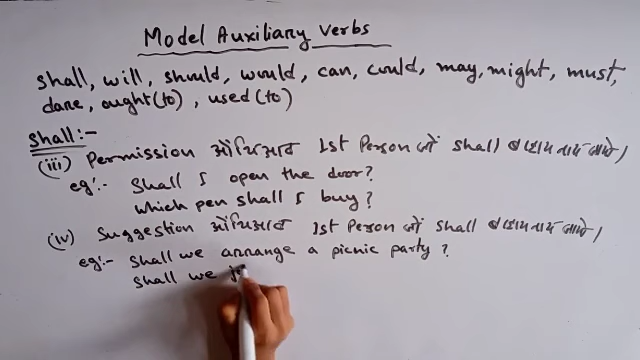 Model Auxiliary Verbs
Shall, will, should, would, can, could, may, might, must,
dare, ought(to), used(to)
Shall:-
(iii) Permission 1st Person Shall
eg:- Shall I open the door?
Which pen shall I buy?
(iv) Suggestion 1st Person Shall
eg:- Shall we arrange a picnic party?
Shall we